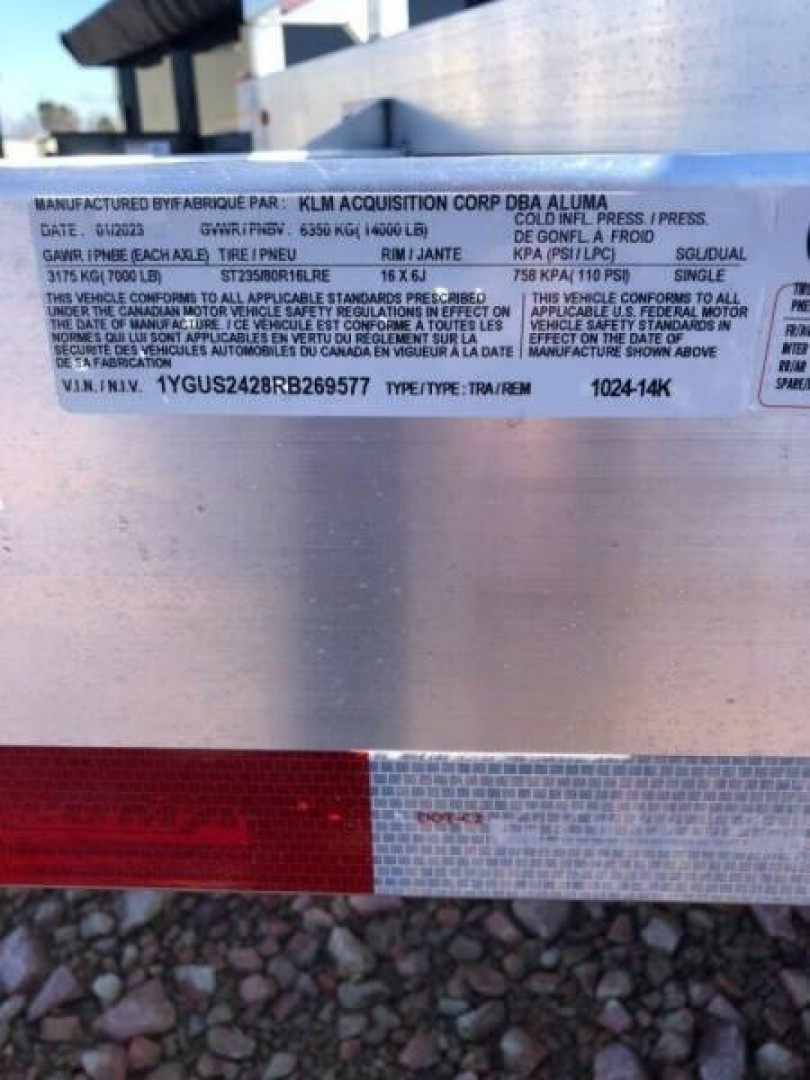 MANUFACTURED BY/FABRIQUÉ PAR : KLM ACQUISITION CORP DBA ALUMA
DATE. 01/2023 GVWR / PNBV. 6350 KG( 14000 LB) COLD INFL. PRESS. / PRESS.
DE GONFL. À FROID
GAWR. / PNBE (EACH AXLE) TIRE / PNEU RIM / JANTE KPA (PSI / LPC) SGL/DUAL
3175 KG( 7000 LB) ST235/80R16LRE 16 X 6J 758 KPA( 110 PSI) SINGLE
THIS VEHICLE CONFORMS TO ALL APPLICABLE STANDARDS PRESCRIBED
UNDER THE CANADIAN MOTOR VEHICLE SAFETY REGULATIONS IN EFFECT ON
THE DATE OF MANUFACTURE. / CE VÉHICULE EST CONFORME À TOUTES LES
NORMES QUI LUI SONT APPLICABLES EN VERTU DU RÈGLEMENT SUR LA
SÉCURITÉ DES VÉHICULES AUTOMOBILES DU CANADA EN VIGUEUR À LA DATE
DE SA FABRICATION
THIS VEHICLE CONFORMS TO ALL
APPLICABLE U.S. FEDERAL MOTOR
VEHICLE SAFETY STANDARDS IN
EFFECT ON THE DATE OF
MANUFACTURE SHOWN ABOVE
V.I.N. / N.I.V. 1YGUS2428RB269577 TYPE / TYPE : TRA / REM 1024-14K
DOT-C2